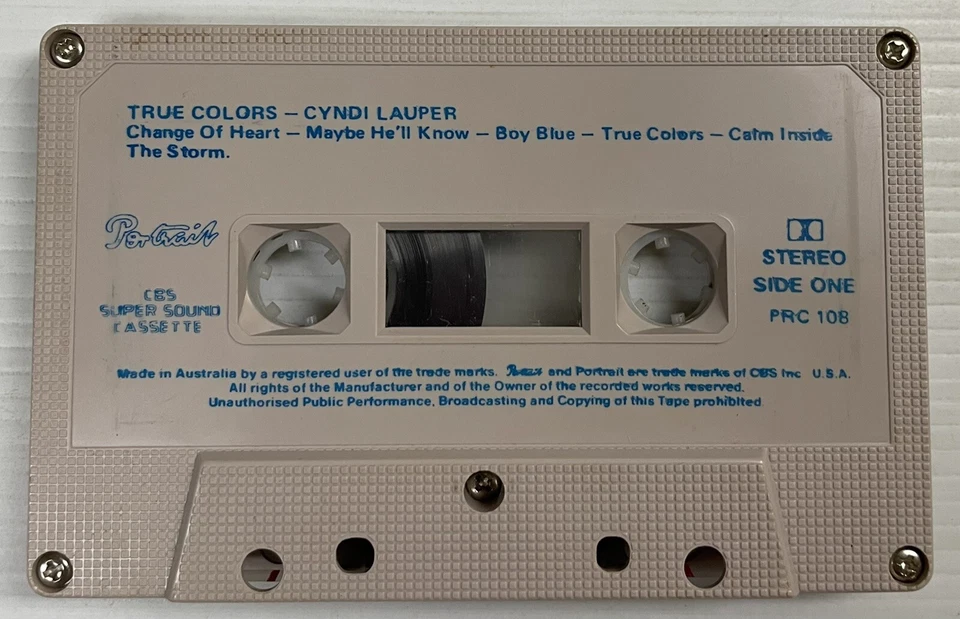 TRUE COLORS – CYNDI LAUPER
Change Of Heart – Maybe He'll Know – Boy Blue – True Colors – Calm Inside
The Storm.
Portrait
STEREO
SIDE ONE
PRC 108
CBS
SUPER SOUND
CASSETTE
Made in Australia by a registered user of the trade marks. Portrait and Portrait are trade marks of CBS Inc U.S.A.
All rights of the Manufacturer and of the Owner of the recorded works reserved.
Unauthorised Public Performance, Broadcasting and Copying of this Tape prohibited